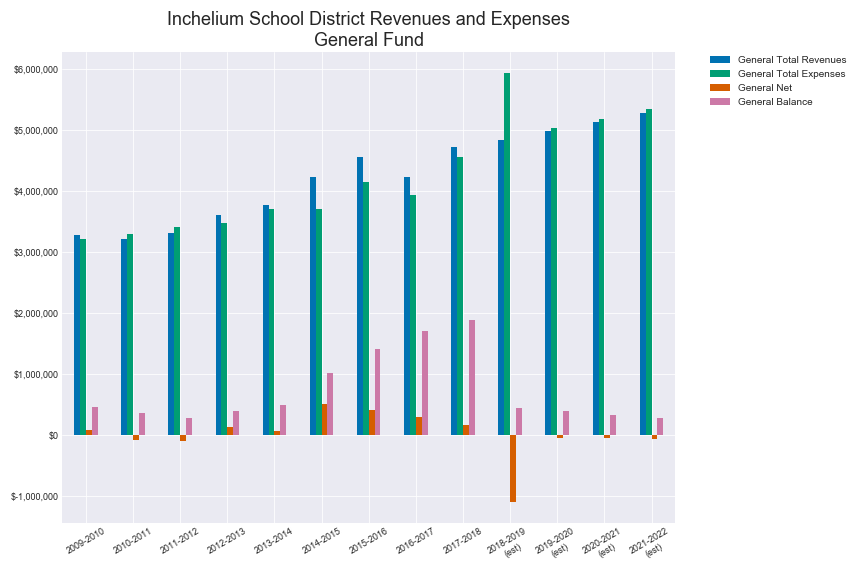 Inchelium School District Revenues and Expenses
General Fund
General Total Revenues
General Total Expenses
General Net
General Balance
$6,000,000
$5,000,000
$4,000,000
$3,000,000
$2,000,000
$1,000,000
$0
$-1,000,000
2009-2010
2010-2011
2011-2012
2012-2013
2013-2014
2014-2015
2015-2016
2016-2017
2017-2018
2018-2019
(est)
2019-2020
(est)
2020-2021
(est)
2021-2022
(est)